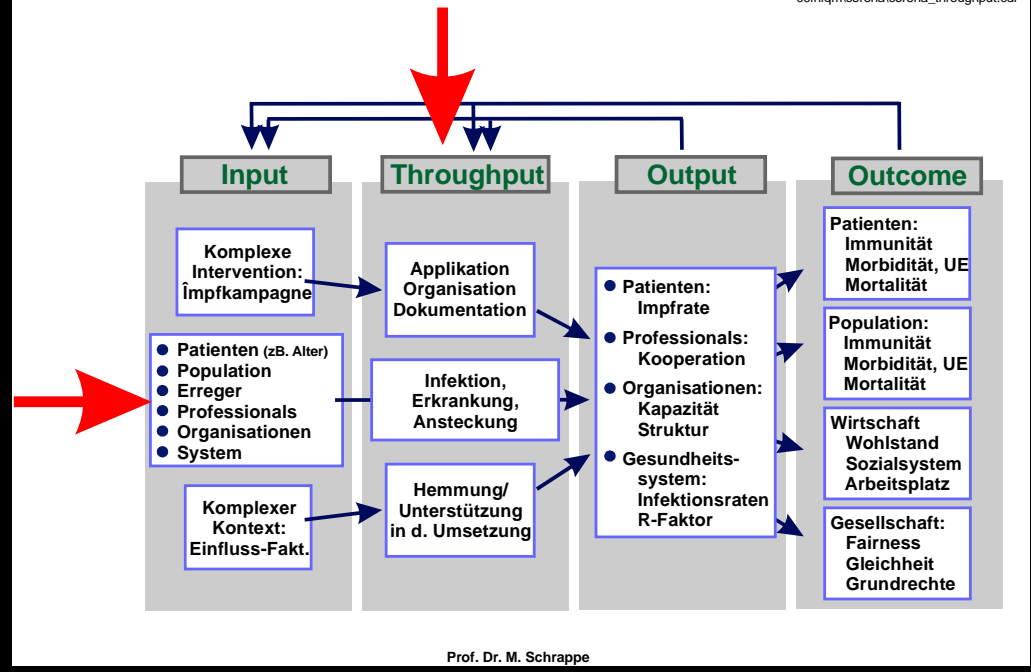 Input
Throughput
Output
Outcome
Komplexe
Intervention:
Împfkampagne
Patienten (zB. Alter)
Population
Erreger
Professionals
Organisationen
System
Komplexer
Kontext:
Einfluss-Fakt.
Applikation
Organisation
Dokumentation
Infektion,
Erkrankung,
Ansteckung
Hemmung/
Unterstützung
in d. Umsetzung
Patienten:
Impfrate
Professionals:
Kooperation
Organisationen:
Kapazität
Struktur
Gesundheits-
system:
Infektionsraten
R-Faktor
Patienten:
Immunität
Morbidität, UE
Mortalität
Population:
Immunität
Morbidität, UE
Mortalität
Wirtschaft
Wohlstand
Sozialsystem
Arbeitsplatz
Gesellschaft:
Fairness
Gleichheit
Grundrechte
Prof. Dr. M. Schrappe